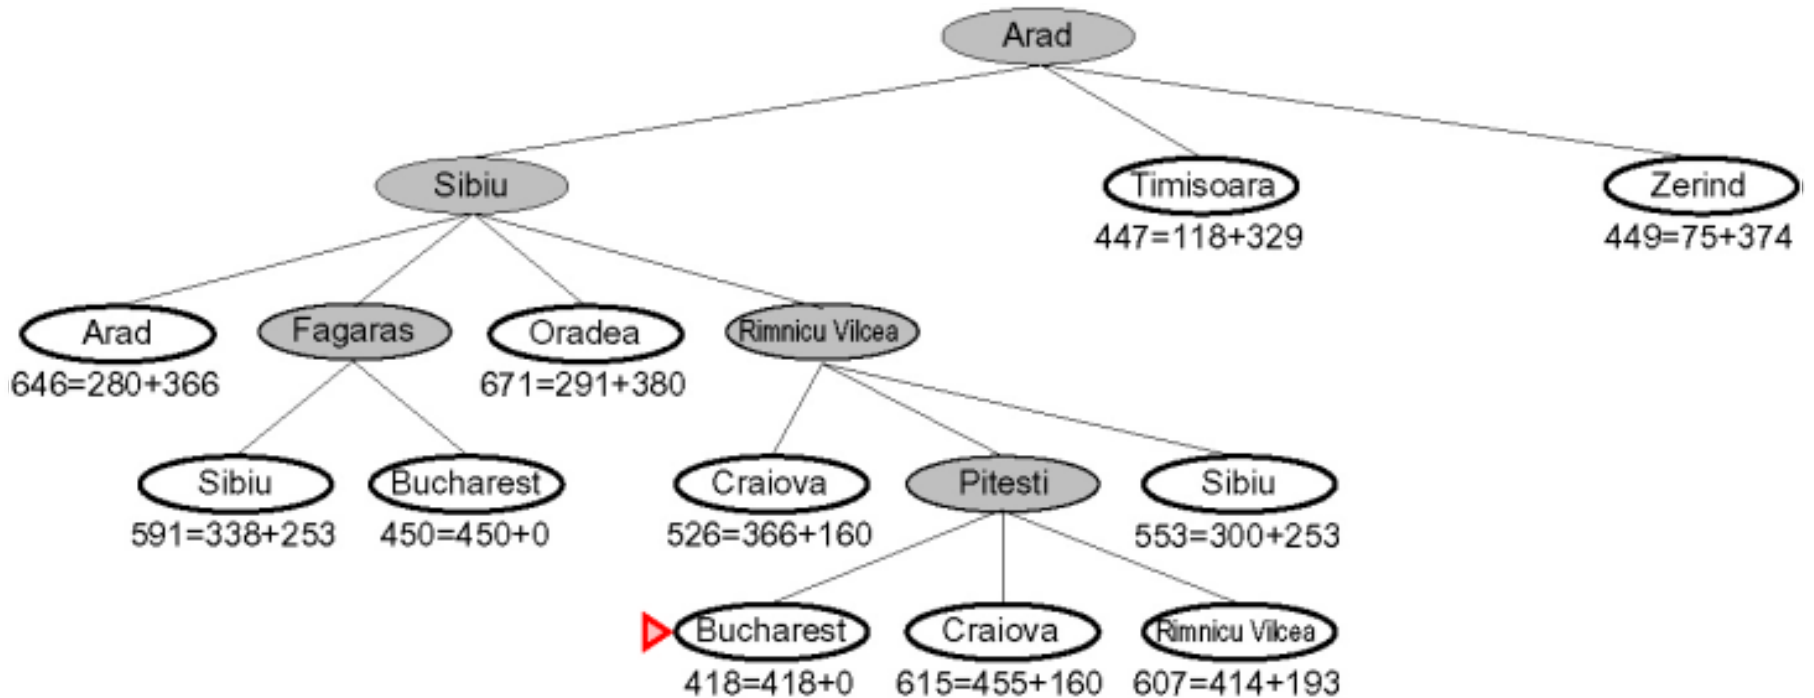 Arad
Sibiu
Timisoara
Zerind
447=118+329
449=75+374
Arad
Fagaras
Oradea
Rimnicu Vilcea
646=280+366
671=291+380
Sibiu
Bucharest
Craiova
Pitesti
Sibiu
591=338+253
450=450+0
526=366+160
553=300+253
Bucharest
Craiova
Rimnicu Vilcea
418=418+0
615=455+160
607=414+193